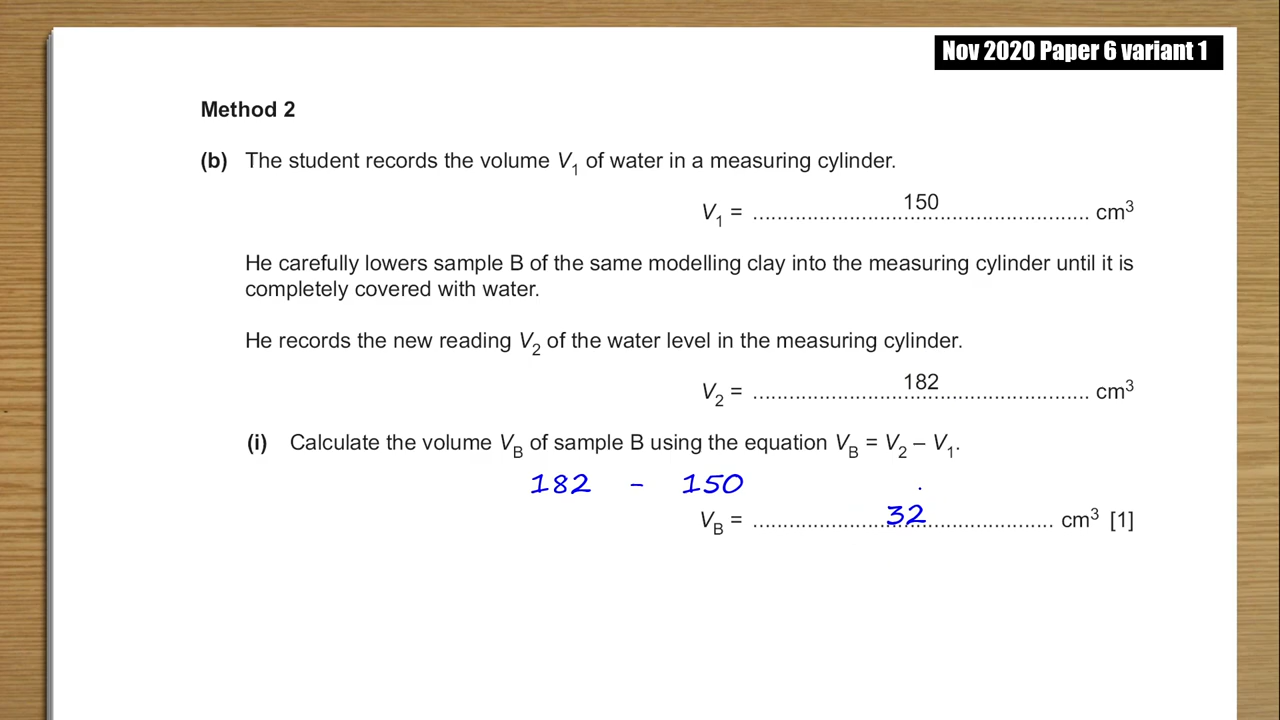 Nov 2020 Paper 6 variant 1
Method 2
(b) The student records the volume V₁ of water in a measuring cylinder.
150
V₁ = ........................................................ cm³
He carefully lowers sample B of the same modelling clay into the measuring cylinder until it is
completely covered with water.
He records the new reading V₂ of the water level in the measuring cylinder.
182
V₂ = ........................................................ cm³
(i) Calculate the volume V_B of sample B using the equation V_B = V₂ – V₁.
182 - 150
V_B = ......................32..................... cm³ [1]